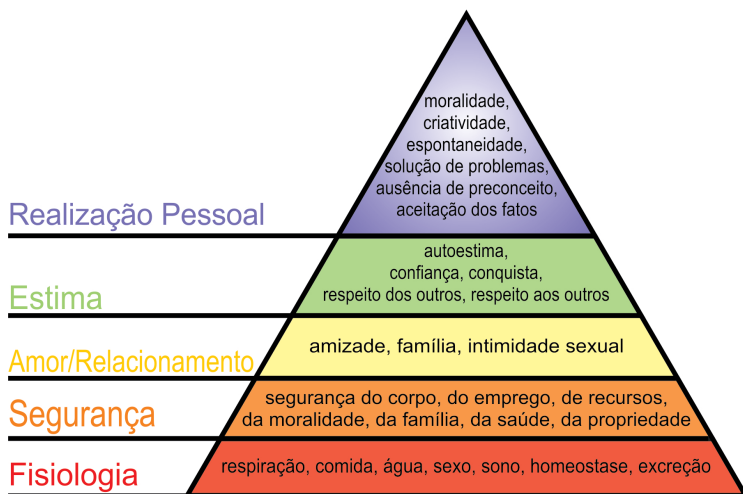 moralidade,
criatividade,
espontaneidade,
solução de problemas,
ausência de preconceito,
aceitação dos fatos
Realização Pessoal
autoestima,
confiança, conquista,
respeito dos outros, respeito aos outros
Estima
amizade, família, intimidade sexual
Amor/Relacionamento
segurança do corpo, do emprego, de recursos,
da moralidade, da família, da saúde, da propriedade
Segurança
respiração, comida, água, sexo, sono, homeostase, excreção
Fisiologia